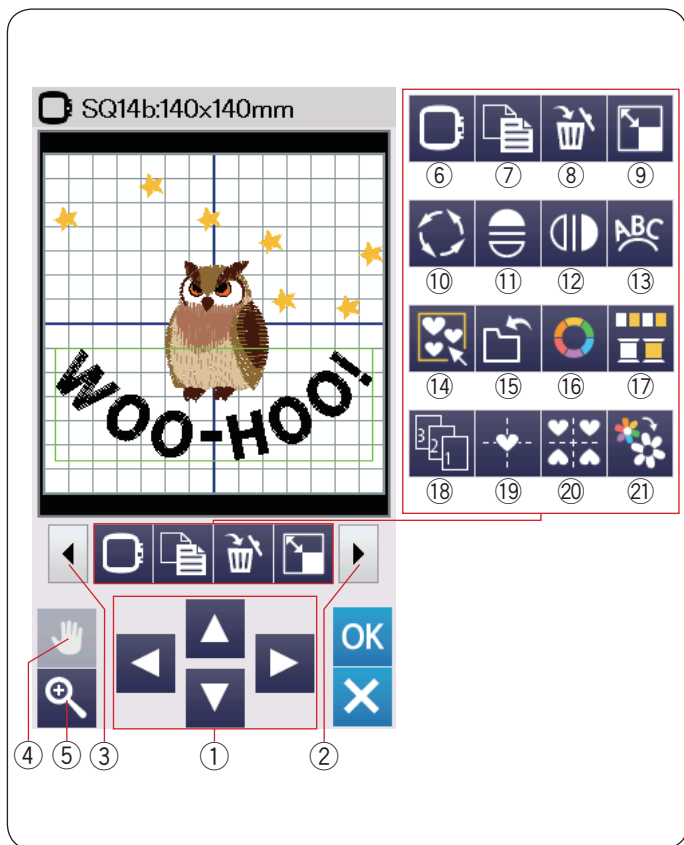 SQ14b:140x140mm
⑥ ⑦ ⑧ ⑨
ABC
⑩ ⑪ ⑫ ⑬
WOO-HOO!
⑭ ⑮ ⑯ ⑰
3 2 1
⑱ ⑲ ⑳ ㉑
OK
④ ⑤ ③ ① ②